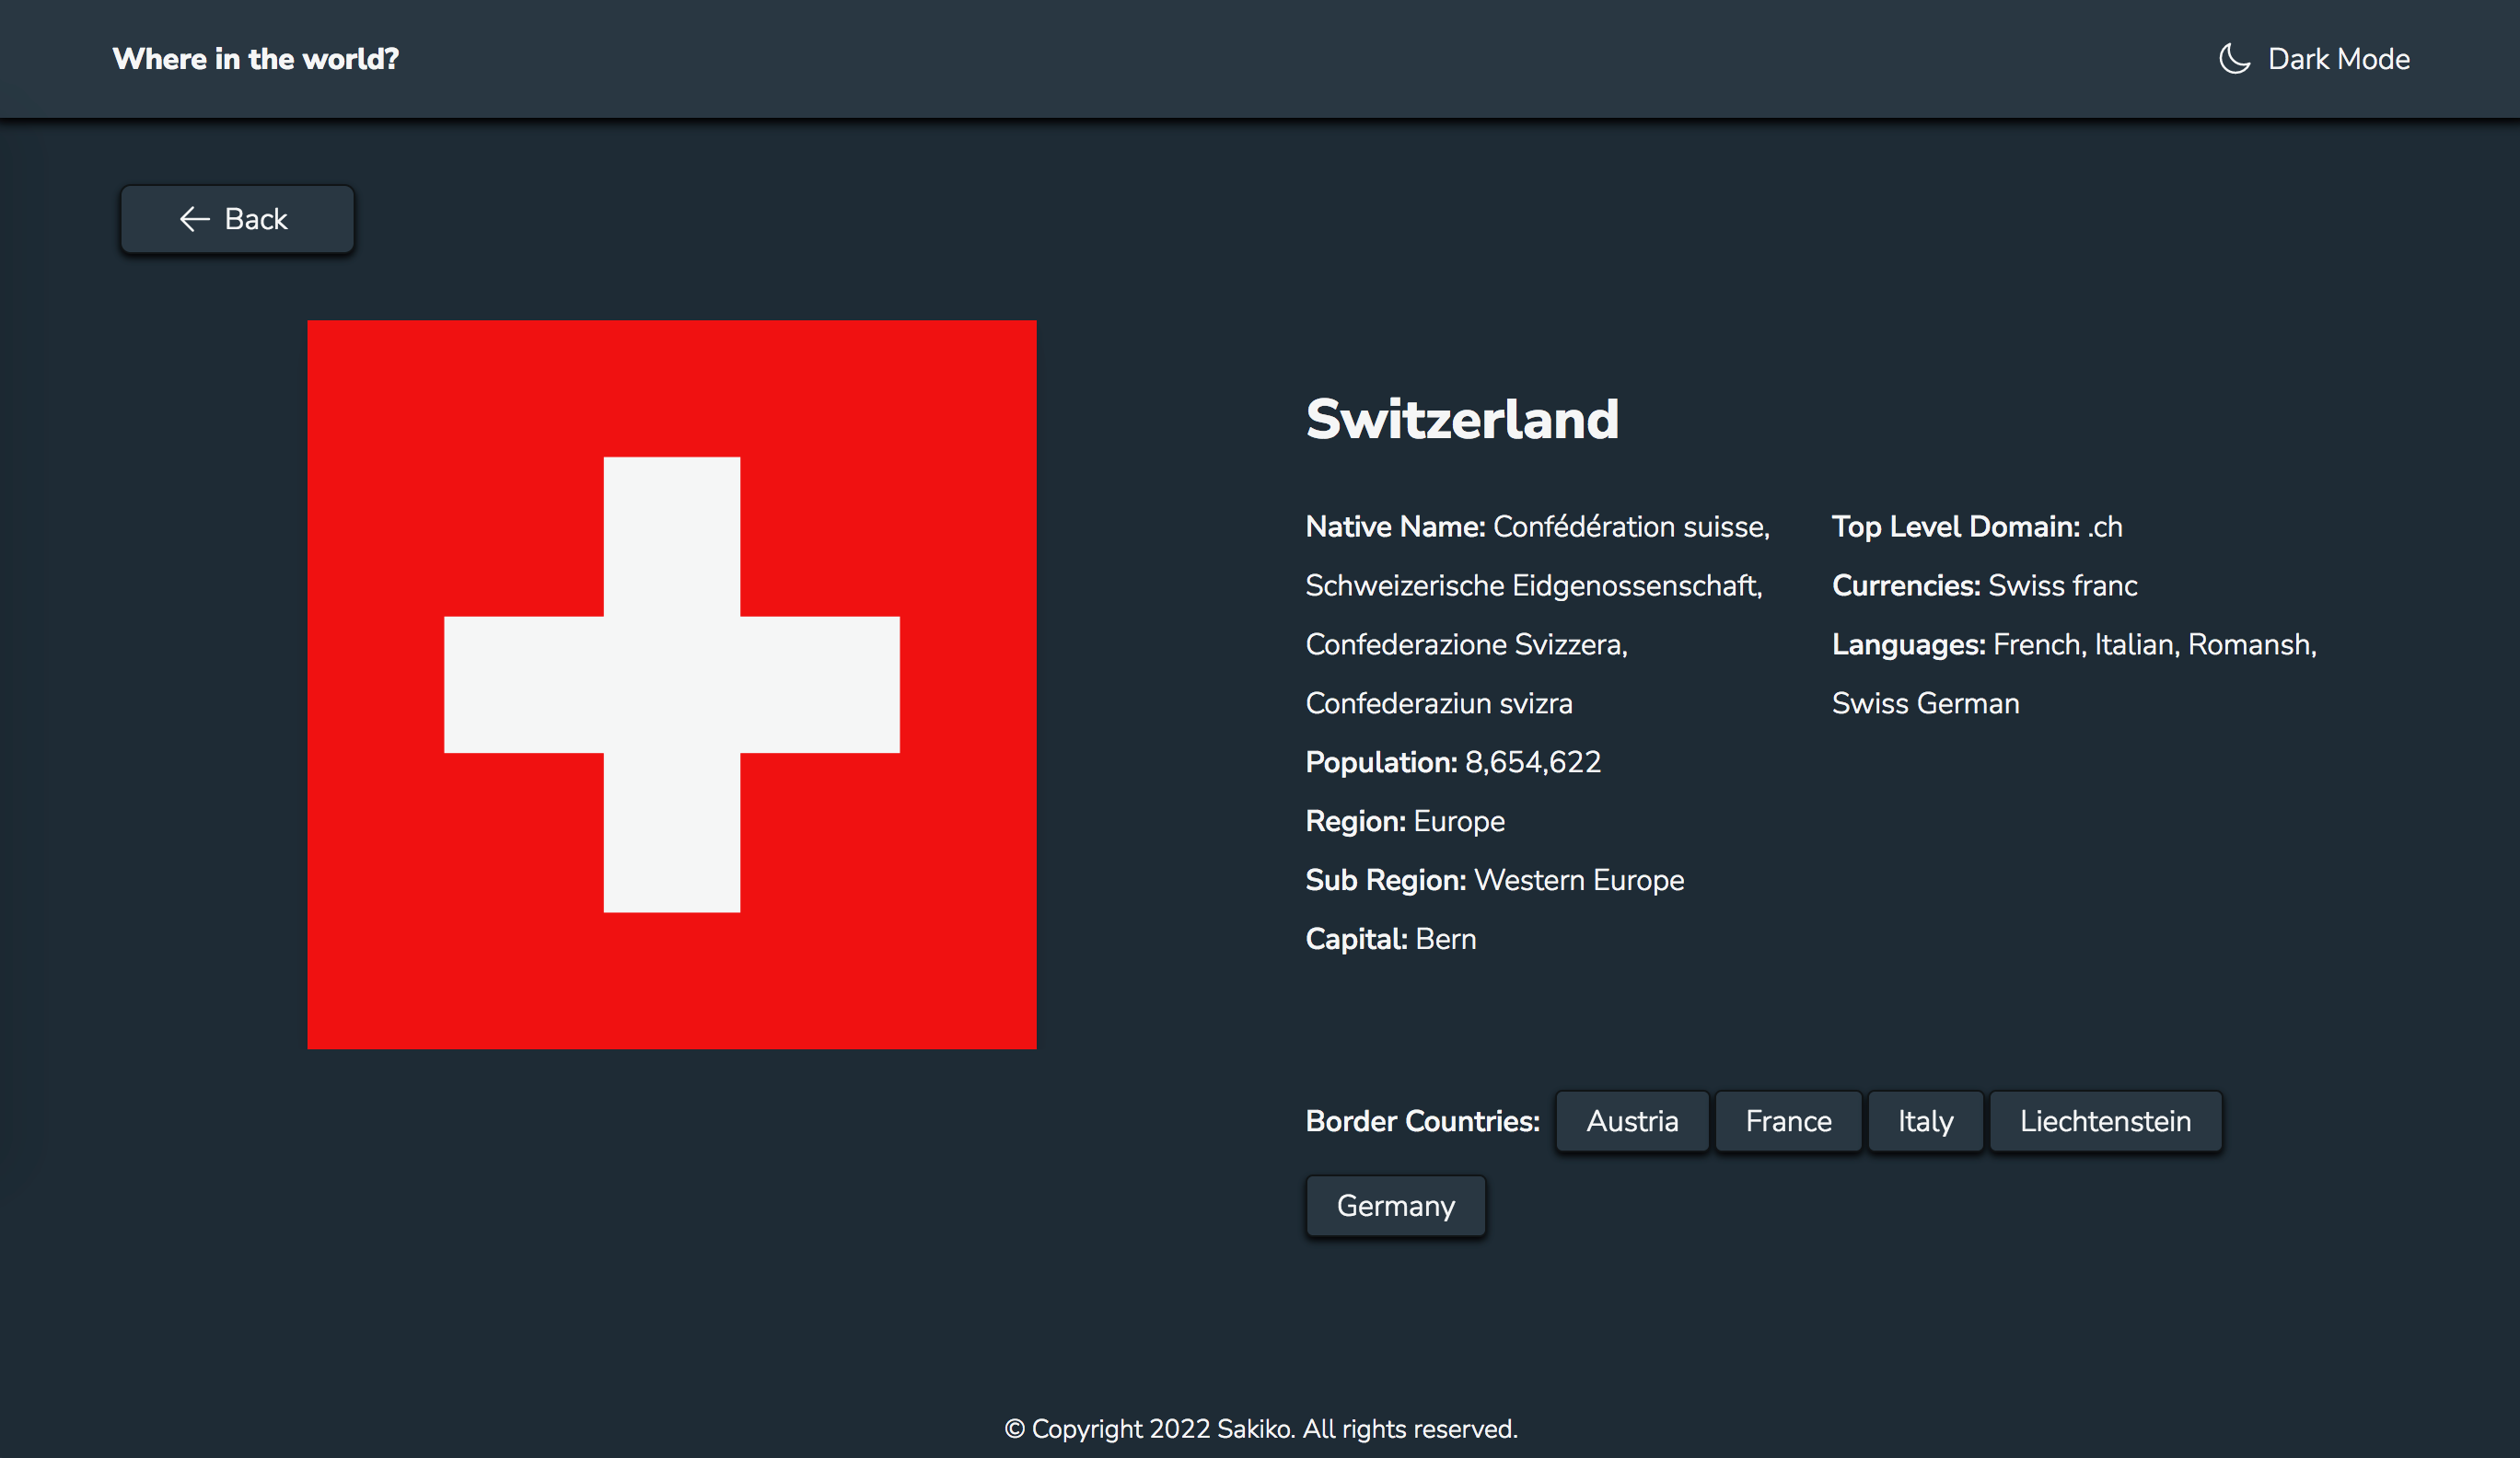 Where in the world?
Dark Mode
Back
Switzerland
Native Name: Confédération suisse,
Schweizerische Eidgenossenschaft,
Confederazione Svizzera,
Confederaziun svizra
Population: 8,654,622
Region: Europe
Sub Region: Western Europe
Capital: Bern
Top Level Domain: .ch
Currencies: Swiss franc
Languages: French, Italian, Romansh,
Swiss German
Border Countries: Austria France Italy Liechtenstein
Germany
© Copyright 2022 Sakiko. All rights reserved.